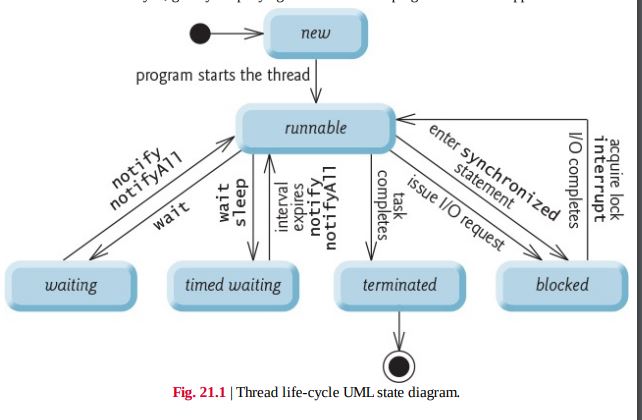 new
program starts the thread
runnable
notify
notifyAll
wait
wait
sleep
interval
expires
notify
notifyAll
task
completes
enter synchronized
statement
issue I/O request
I/O completes
interrupt
acquire lock
waiting
timed waiting
terminated
blocked
Fig. 21.1 | Thread life-cycle UML state diagram.